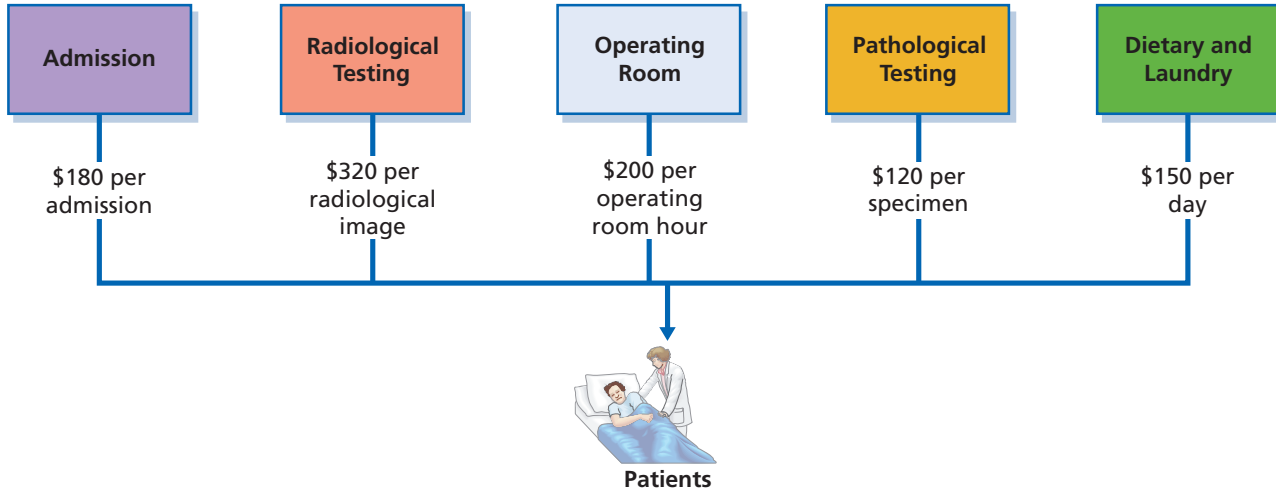 Admission
Radiological
Testing
Operating
Room
Pathological
Testing
Dietary and
Laundry
$180 per
admission
$320 per
radiological
image
$200 per
operating
room hour
$120 per
specimen
$150 per
day
Patients